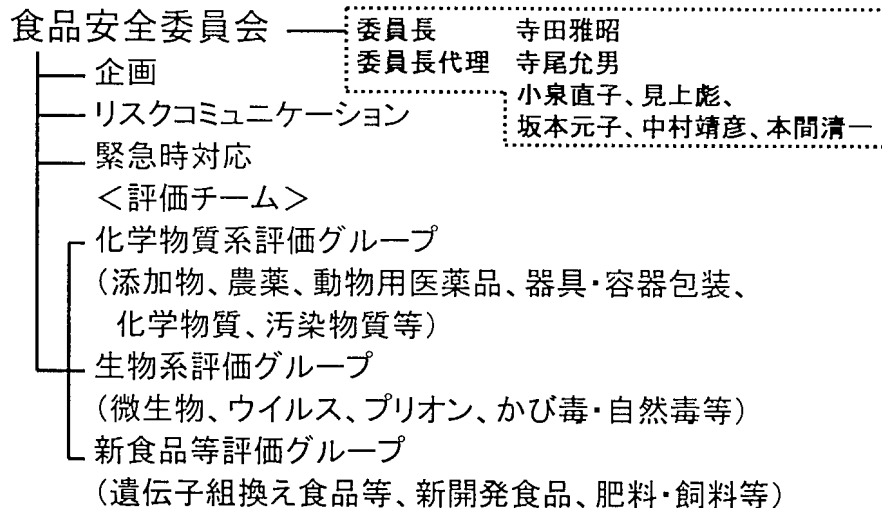 食品安全委員会
委員長 寺田雅昭
委員長代理 寺尾允男
小泉直子、見上彪、
坂本元子、中村靖彦、本間清一
企画
リスクコミュニケーション
緊急時対応
＜評価チーム＞
化学物質系評価グループ
（添加物、農薬、動物用医薬品、器具・容器包装、
化学物質、汚染物質等）
生物系評価グループ
（微生物、ウイルス、プリオン、かび毒・自然毒等）
新食品等評価グループ
（遺伝子組換え食品等、新開発食品、肥料・飼料等）